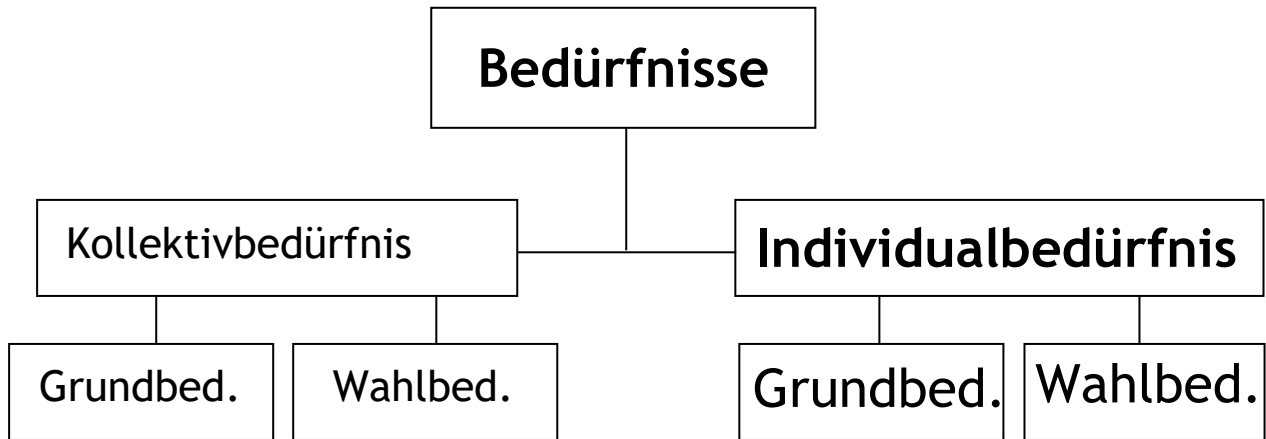 Bedürfnisse
Kollektivbedürfnis
Individualbedürfnis
Grundbed.
Wahlbed.
Grundbed.
Wahlbed.